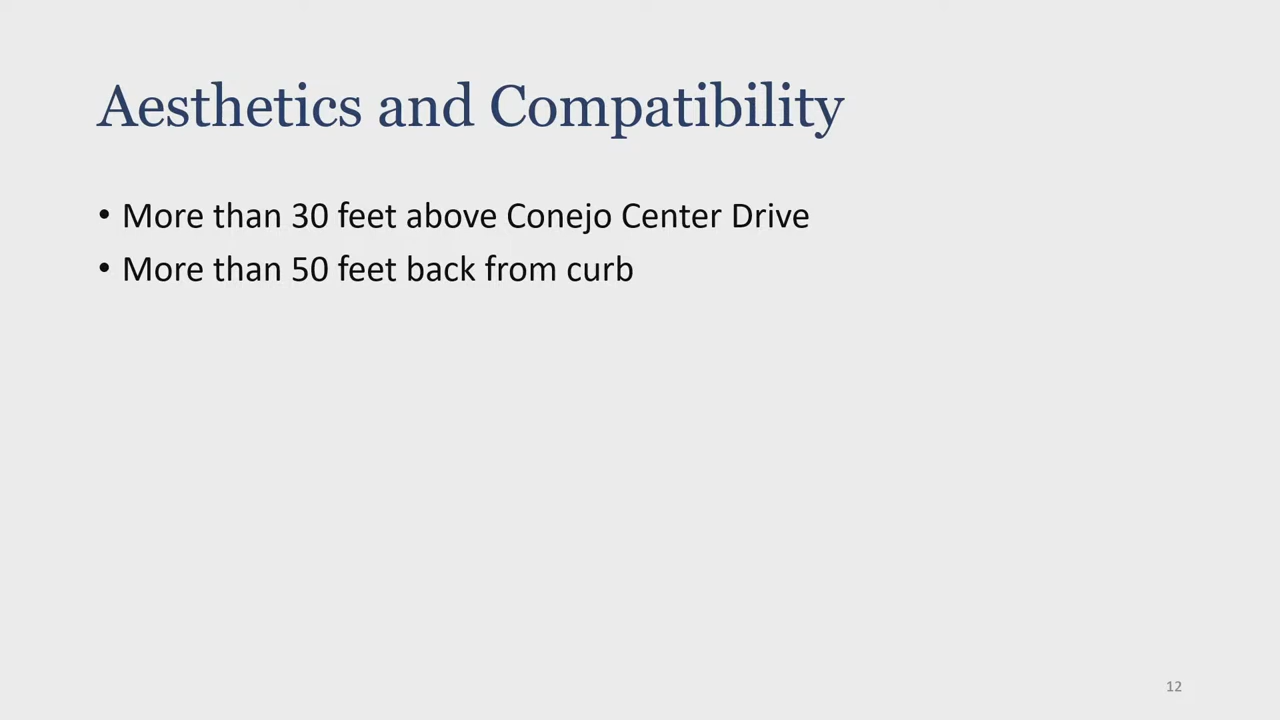 Aesthetics and Compatibility
• More than 30 feet above Conejo Center Drive
• More than 50 feet back from curb
12